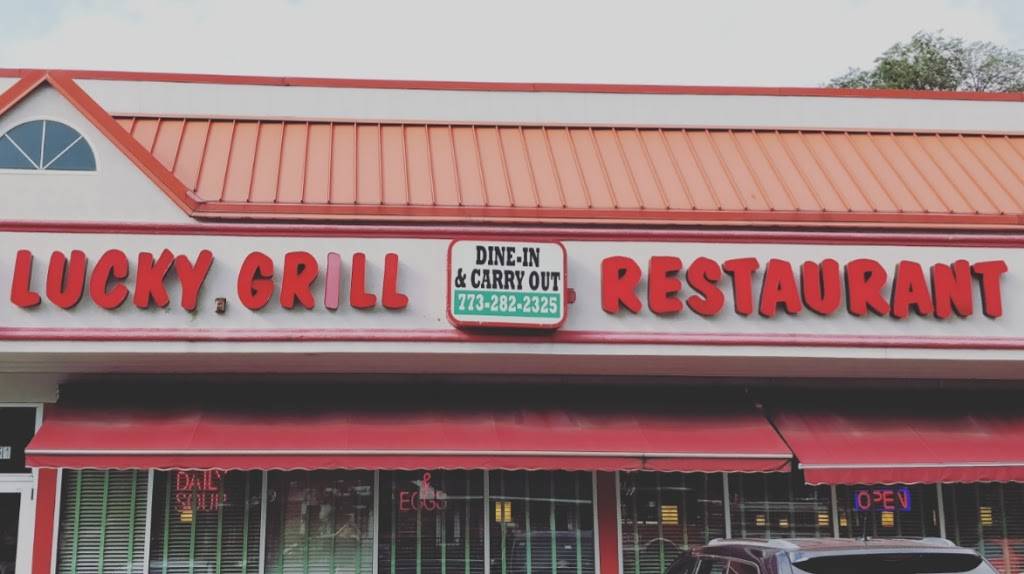 LUCKY GRILL
DINE-IN
& CARRY OUT
773-282-2325
RESTAURANT
DAILY
SOUP
&
EGGS
OPEN